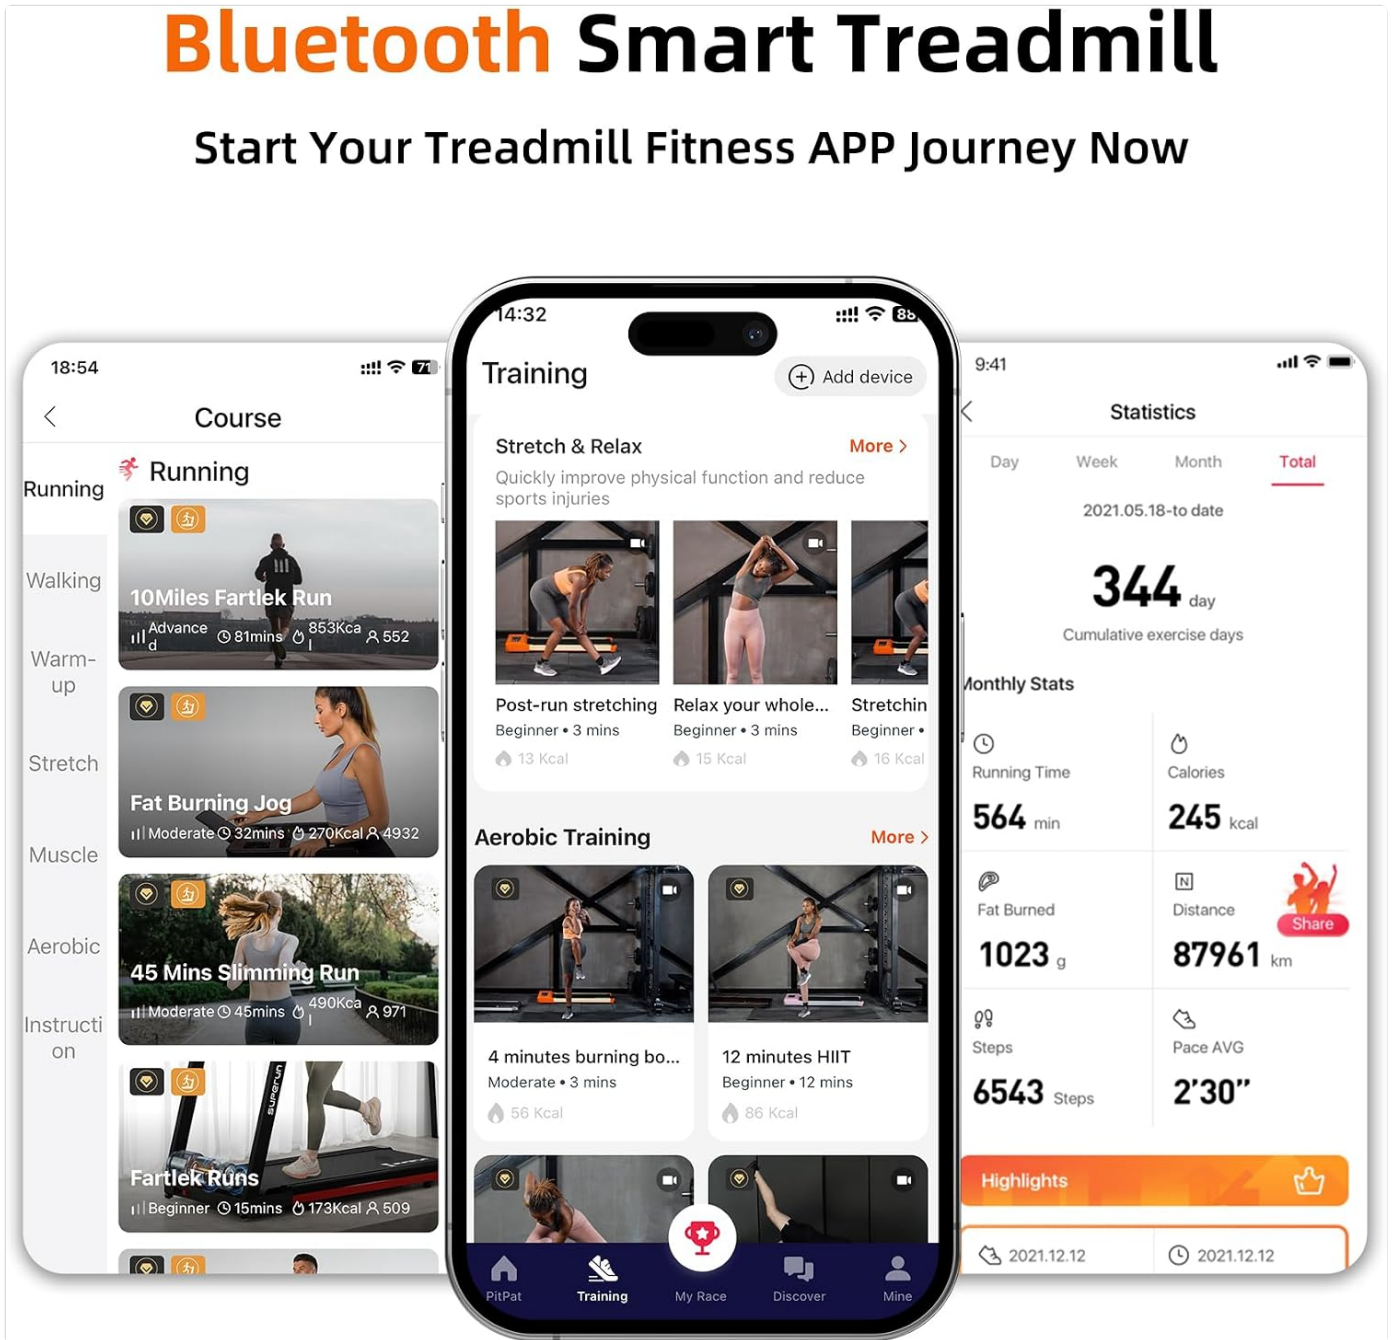 Bluetooth Smart Treadmill
Start Your Treadmill Fitness APP Journey Now
18:54
71
Course
Running
Walking
Warm-
up
Stretch
Muscle
Aerobic
Instructi
on
Running
10Miles Fartlek Run
Advance
d
81mins
853Kca
l
552
Fat Burning Jog
Moderate 32mins 270Kcal 4932
45 Mins Slimming Run
Moderate 45mins
490Kca
l
971
SUPERUN
Fartlek Runs
Beginner 15mins 173Kcal 509
14:32
88
Training
Add device
Stretch & Relax
More >
Quickly improve physical function and reduce
sports injuries
Post-run stretching
Beginner • 3 mins
13 Kcal
Relax your whole...
Beginner • 3 mins
15 Kcal
Stretchin
Beginner •
16 Kcal
Aerobic Training
More >
4 minutes burning bo...
Moderate • 3 mins
56 Kcal
12 minutes HIIT
Beginner • 12 mins
86 Kcal
PitPat
Training
My Race
Discover
Mine
9:41
Statistics
Day Week Month Total
2021.05.18-to date
344 day
Cumulative exercise days
Monthly Stats
Running Time
564 min
Calories
245 kcal
Fat Burned
1023 g
N
Distance
87961 km
Share
Steps
6543 Steps
Pace AVG
2’30”
Highlights
2021.12.12
2021.12.12